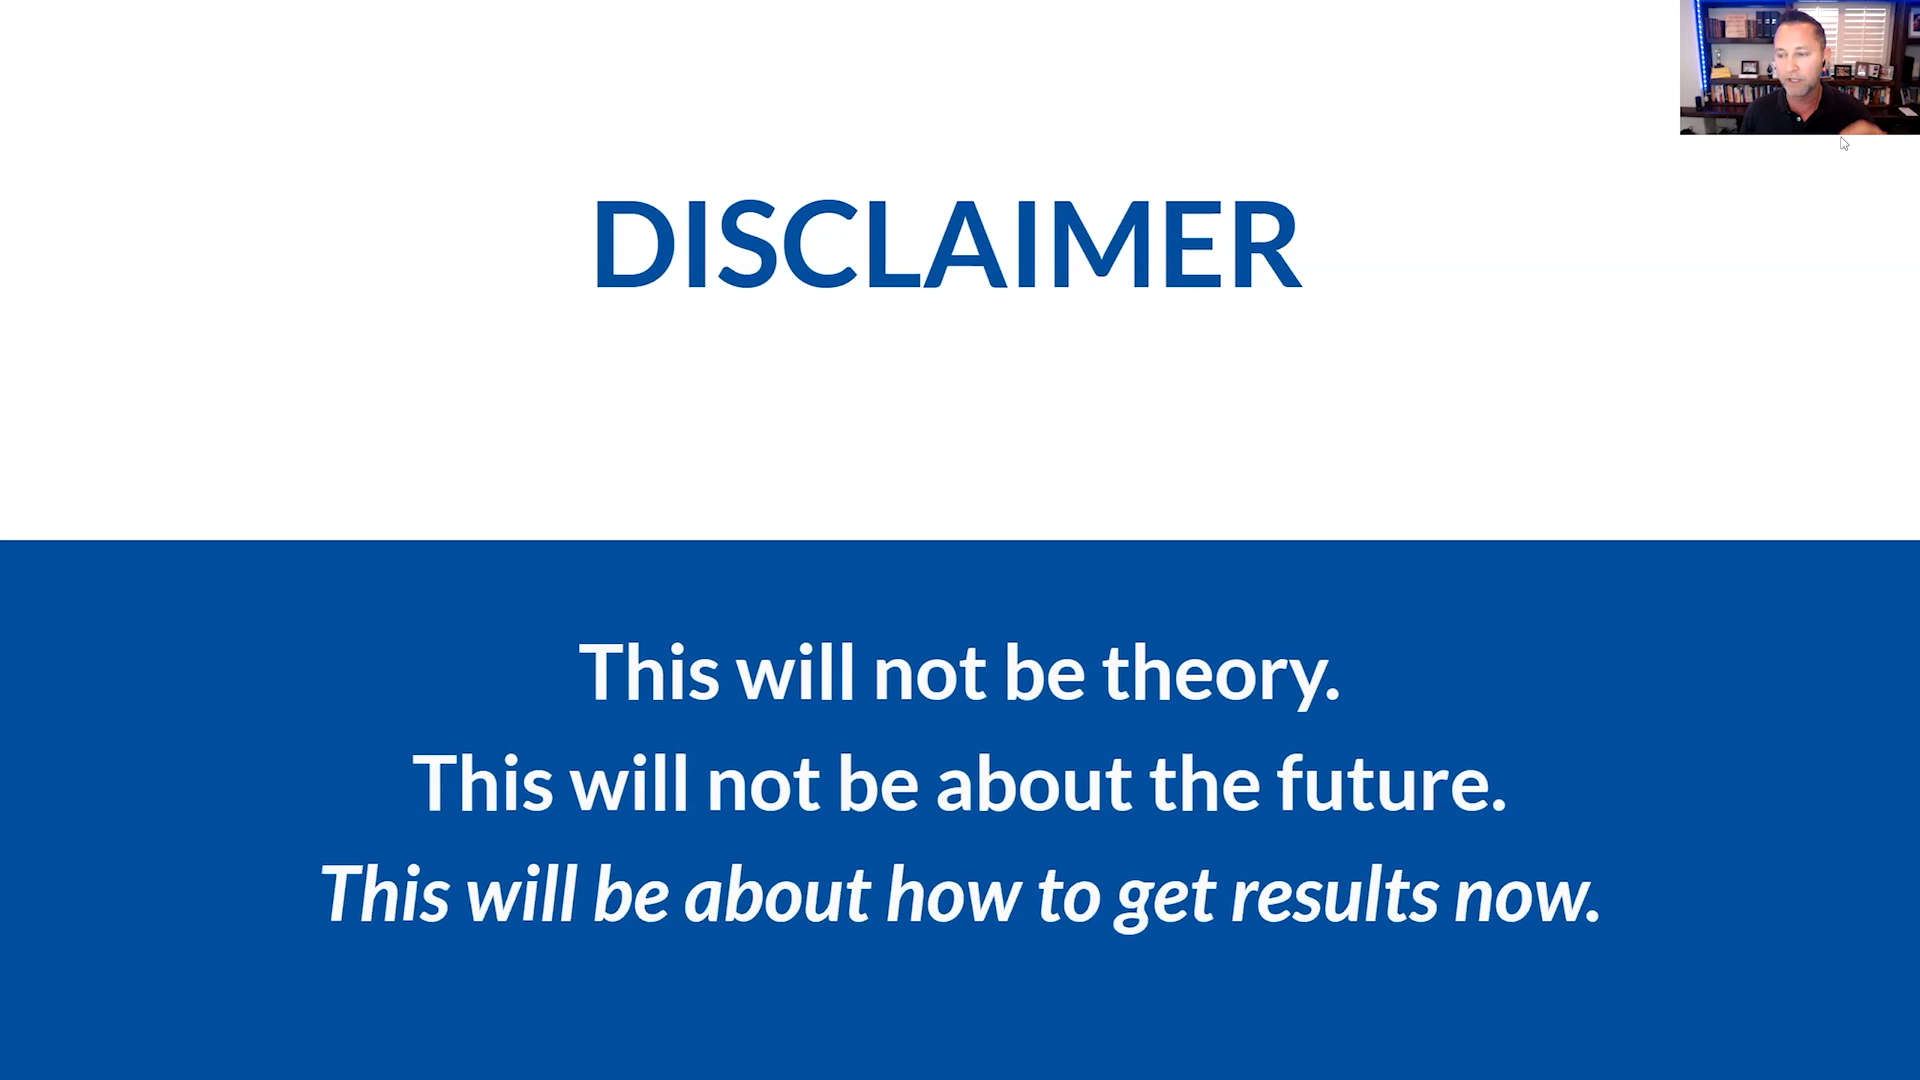 DISCLAIMER
This will not be theory.
This will not be about the future.
This will be about how to get results now.